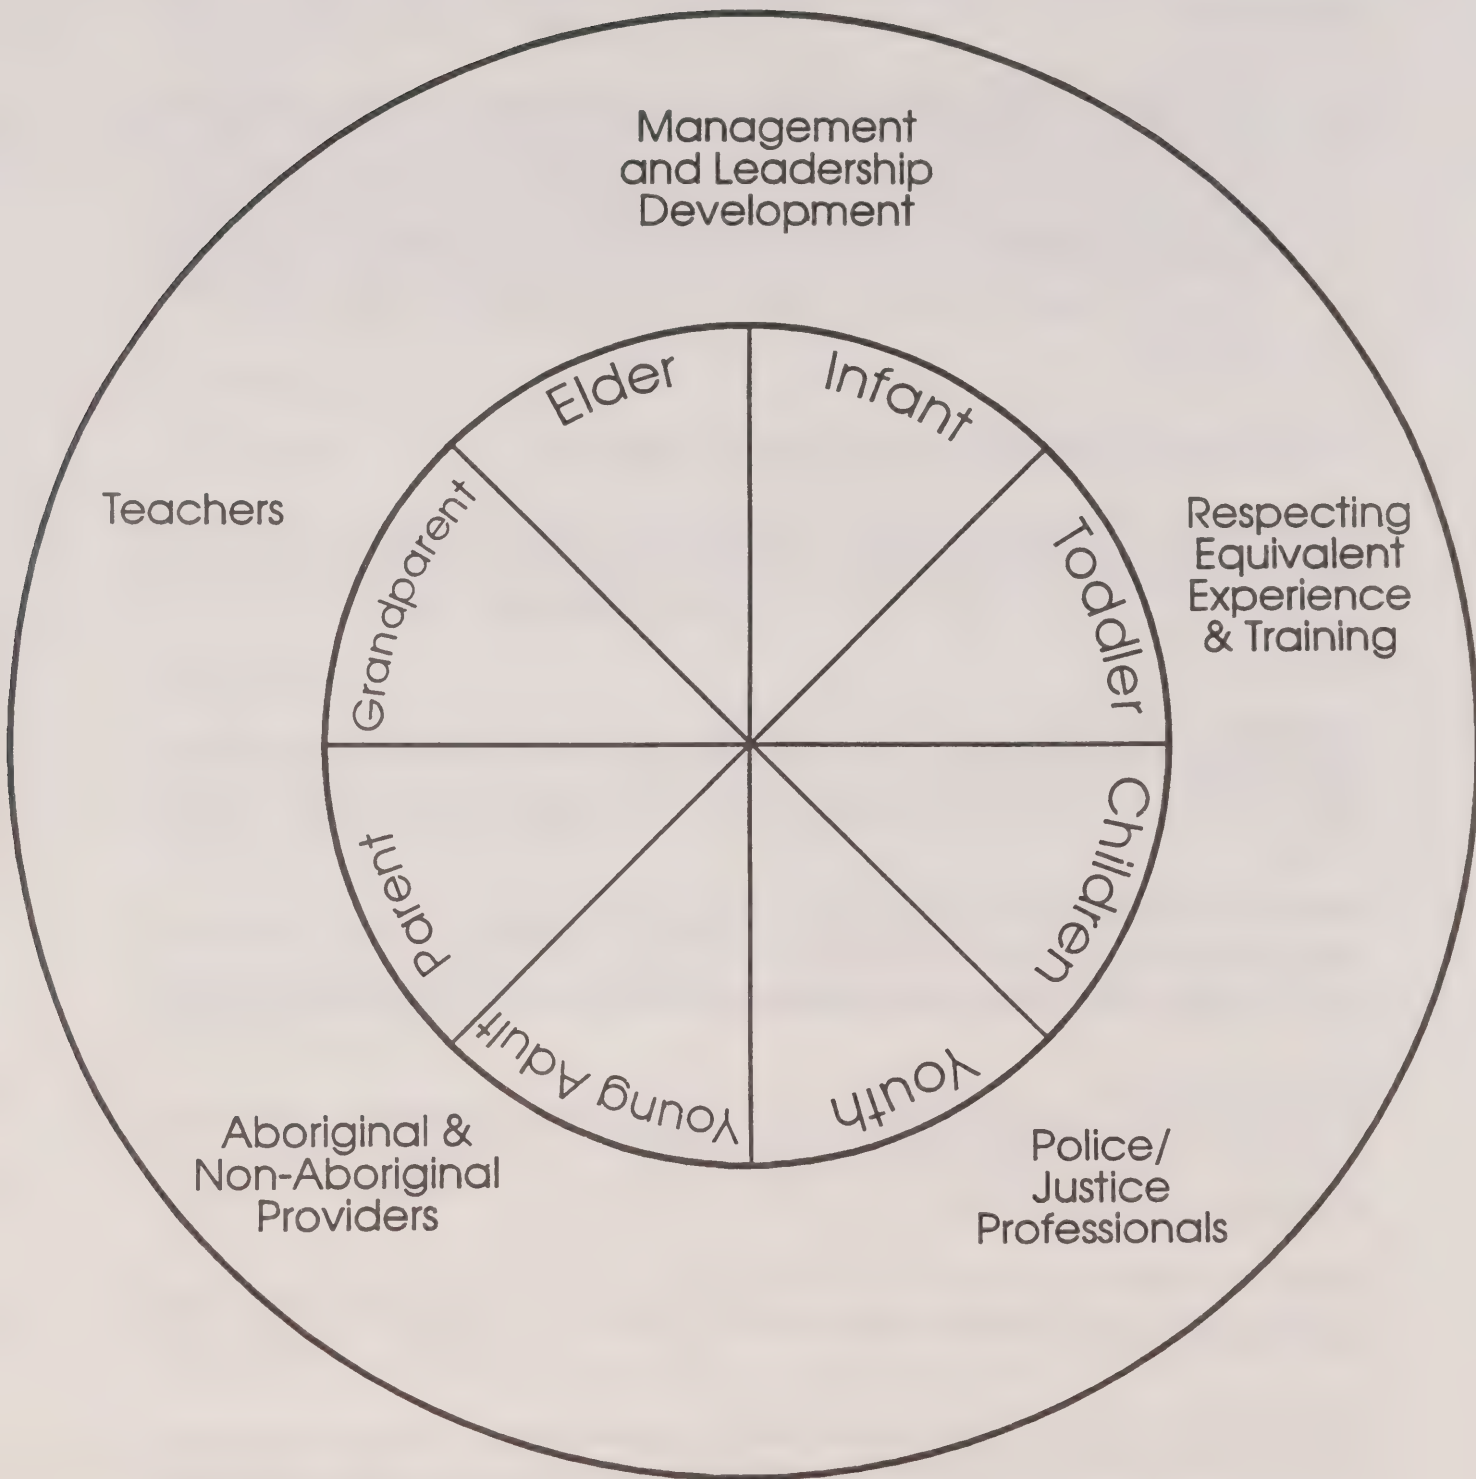 Management
and Leadership
Development
Elder
Infant
Grandparent
Toddler
Teachers
Respecting
Equivalent
Experience
& Training
Parent
Children
Young Adult
Youth
Aboriginal &
Non-Aboriginal
Providers
Police/
Justice
Professionals